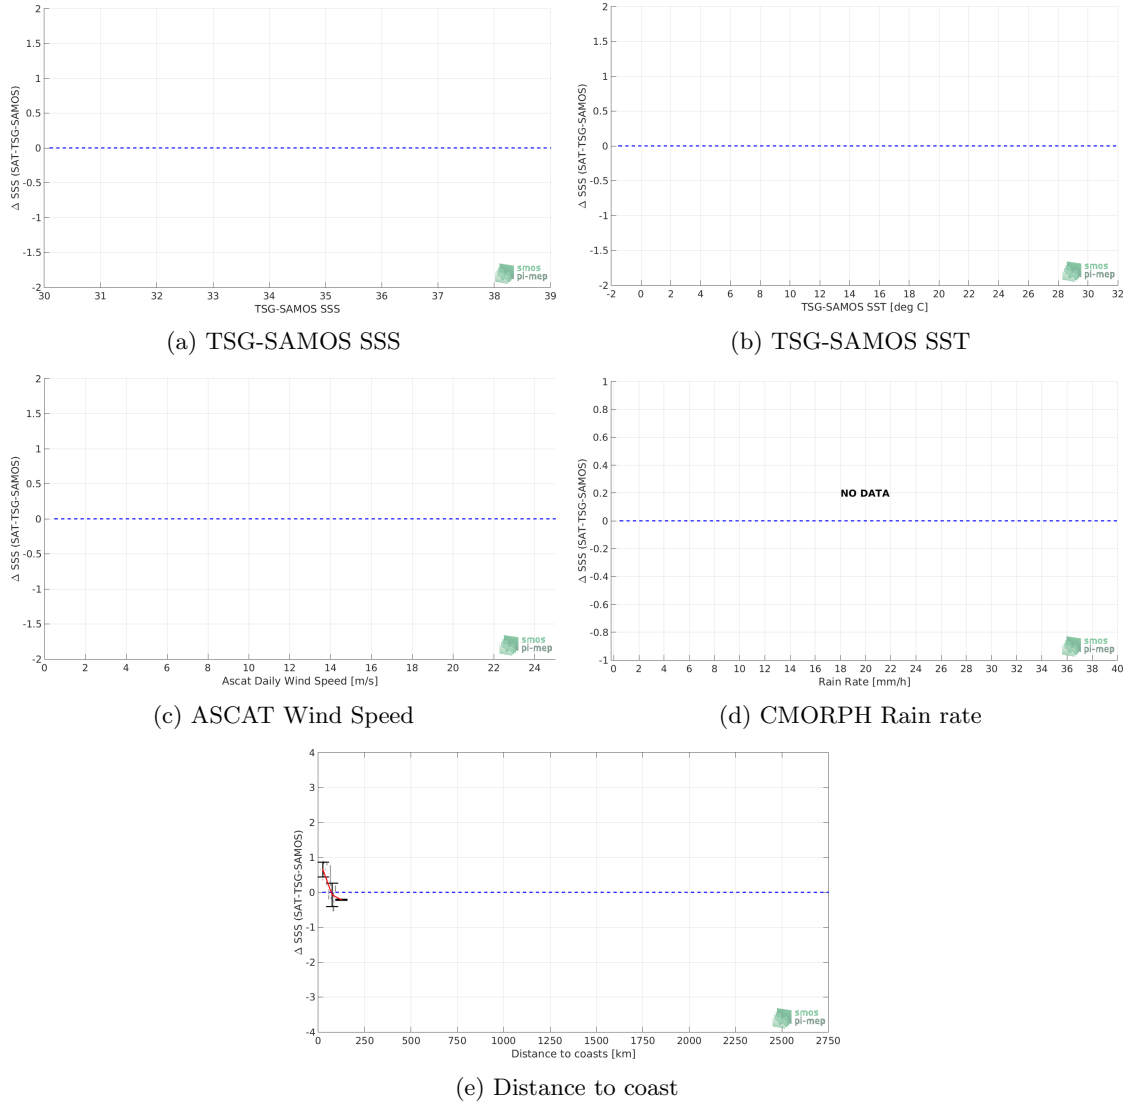 2
1.5
1
0.5
0
-0.5
-1
-1.5
-2
Δ SSS (SAT-TSG-SAMOS)
30 31 32 33 34 35 36 37 38 39
TSG-SAMOS SSS
smos
pi-mep
(a) TSG-SAMOS SSS
2
1.5
1
0.5
0
-0.5
-1
-1.5
-2
Δ SSS (SAT-TSG-SAMOS)
-2 0 2 4 6 8 10 12 14 16 18 20 22 24 26 28 30 32
TSG-SAMOS SST [deg C]
smos
pi-mep
(b) TSG-SAMOS SST
2
1.5
1
0.5
0
-0.5
-1
-1.5
-2
Δ SSS (SAT-TSG-SAMOS)
0 2 4 6 8 10 12 14 16 18 20 22 24
Ascat Daily Wind Speed [m/s]
smos
pi-mep
(c) ASCAT Wind Speed
1
0.8
0.6
0.4
0.2
0
-0.2
-0.4
-0.6
-0.8
-1
Δ SSS (SAT-TSG-SAMOS)
NO DATA
0 2 4 6 8 10 12 14 16 18 20 22 24 26 28 30 32 34 36 38 40
Rain Rate [mm/h]
smos
pi-mep
(d) CMORPH Rain rate
4
3
2
1
0
-1
-2
-3
-4
Δ SSS (SAT-TSG-SAMOS)
0 250 500 750 1000 1250 1500 1750 2000 2250 2500 2750
Distance to coasts [km]
smos
pi-mep
(e) Distance to coast